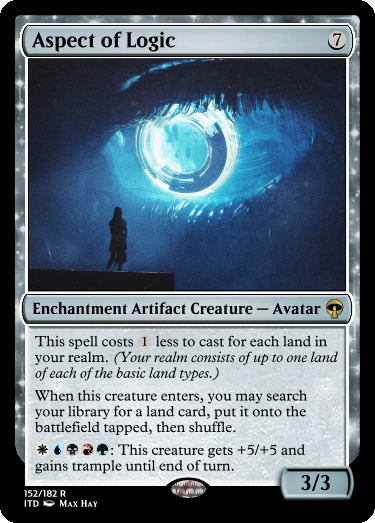 Aspect of Logic 7
Enchantment Artifact Creature — Avatar
This spell costs 1 less to cast for each land in
your realm. (Your realm consists of up to one land
of each of the basic land types.)
When this creature enters, you may search
your library for a land card, put it onto the
battlefield tapped, then shuffle.
: This creature gets +5/+5 and
gains trample until end of turn.
3/3
152/182 R
ITD Max Hay